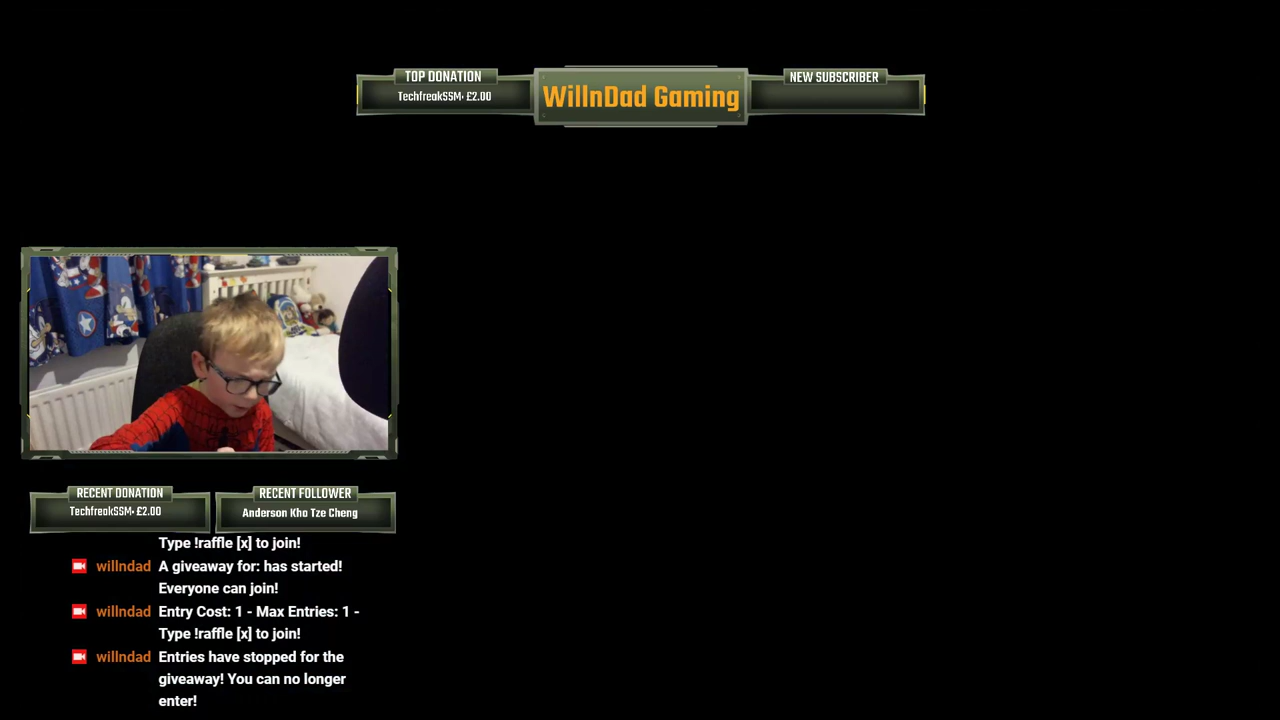 TOP DONATION
TechfreakSSM: £2.00
WillnDad Gaming
NEW SUBSCRIBER
RECENT DONATION
TechfreakSSM: £2.00
RECENT FOLLOWER
Anderson Kho Tze Cheng
Type !raffle [x] to join!
willndad A giveaway for: has started!
Everyone can join!
willndad Entry Cost: 1 - Max Entries: 1 -
Type !raffle [x] to join!
willndad Entries have stopped for the
giveaway! You can no longer
enter!